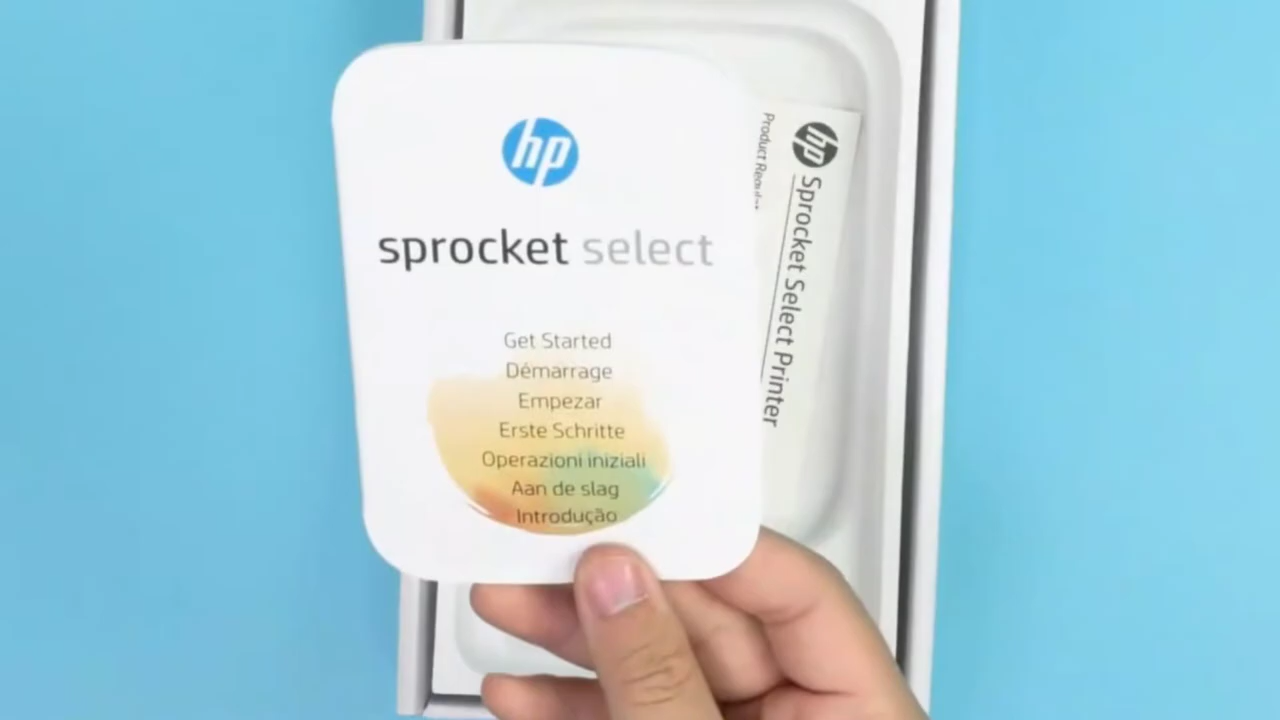 hp
sprocket select
Get Started
Démarrage
Empezar
Erste Schritte
Operazioni iniziali
Aan de slag
Introdução
hp Sprocket Select Printer
Product